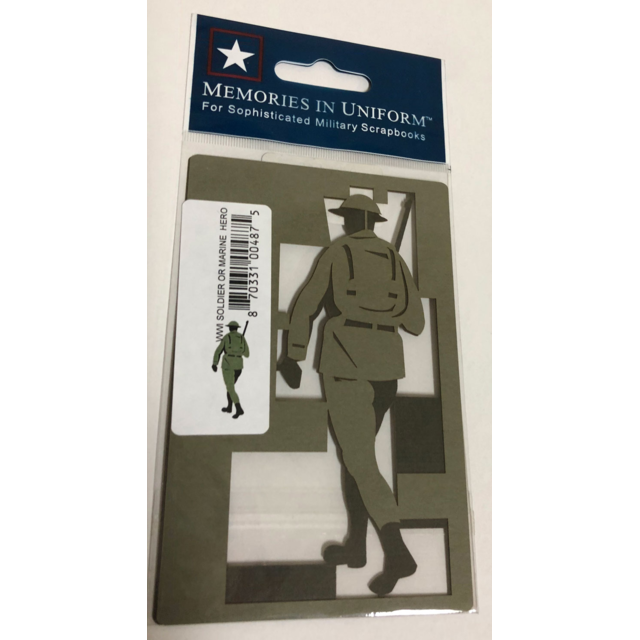 MEMORIES IN UNIFORM™
For Sophisticated Military Scrapbooks
WWI SOLDIER OR MARINE HERO
8 70331 00487 5